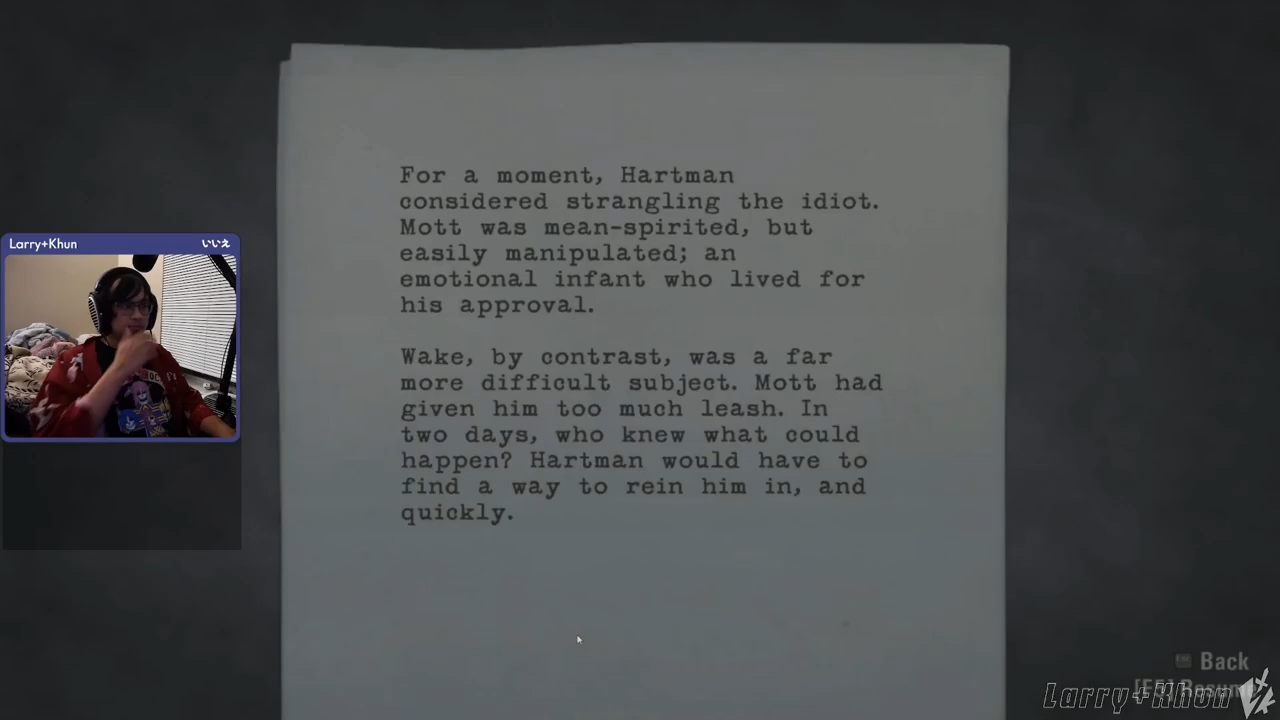 Larry+Khun
いいえ
For a moment, Hartman
considered strangling the idiot.
Mott was mean-spirited, but
easily manipulated; an
emotional infant who lived for
his approval.
Wake, by contrast, was a far
more difficult subject. Mott had
given him too much leash. In
two days, who knew what could
happen? Hartman would have to
find a way to rein him in, and
quickly.
Back
Larry+Khun